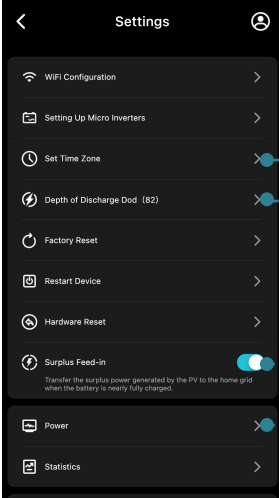 Settings
WiFi Configuration
Setting Up Micro Inverters
Set Time Zone
Depth of Discharge Dod (82)
Factory Reset
Restart Device
Hardware Reset
Surplus Feed-in
Transfer the surplus power generated by the PV to the home grid
when the battery is nearly fully charged.
Power
Statistics